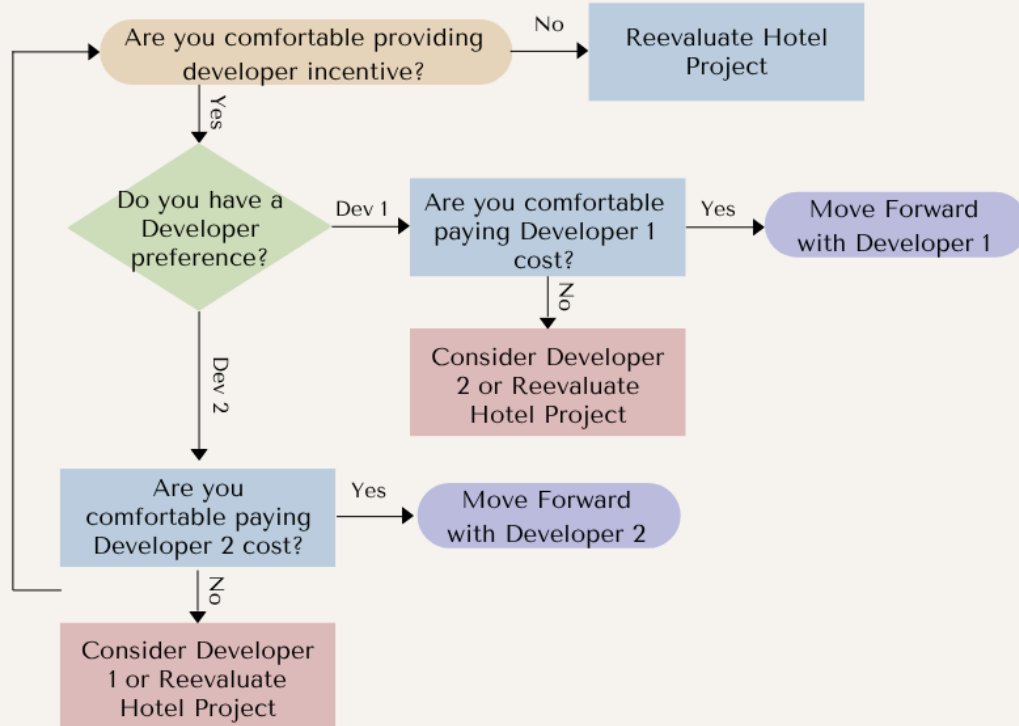 Are you comfortable providing
developer incentive?
No
Reevaluate Hotel
Project
Yes
Do you have a
Developer
preference?
Dev 1
Are you comfortable
paying Developer 1
cost?
Yes
Move Forward
with Developer 1
No
Consider Developer
2 or Reevaluate
Hotel Project
Dev 2
Are you
comfortable paying
Developer 2 cost?
Yes
Move Forward
with Developer 2
No
Consider Developer
1 or Reevaluate
Hotel Project